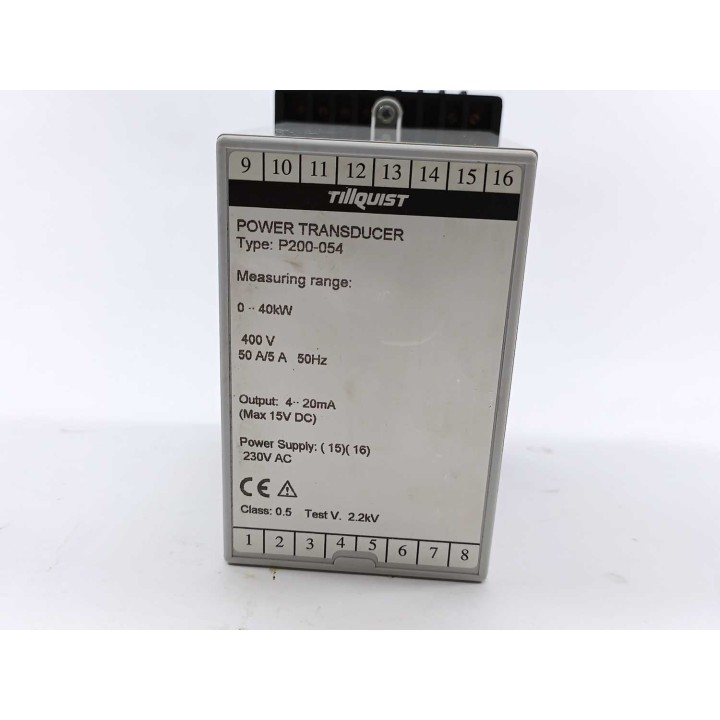 9 10 11 12 13 14 15 16
TillQUIST
POWER TRANSDUCER
Type: P200-054
Measuring range:
0 -- 40kW
400 V
50 A/5 A 50Hz
Output: 4-- 20mA
(Max 15V DC)
Power Supply: ( 15)( 16)
230V AC
CE
Class: 0.5 Test V. 2.2kV
1 2 3 4 5 6 7 8